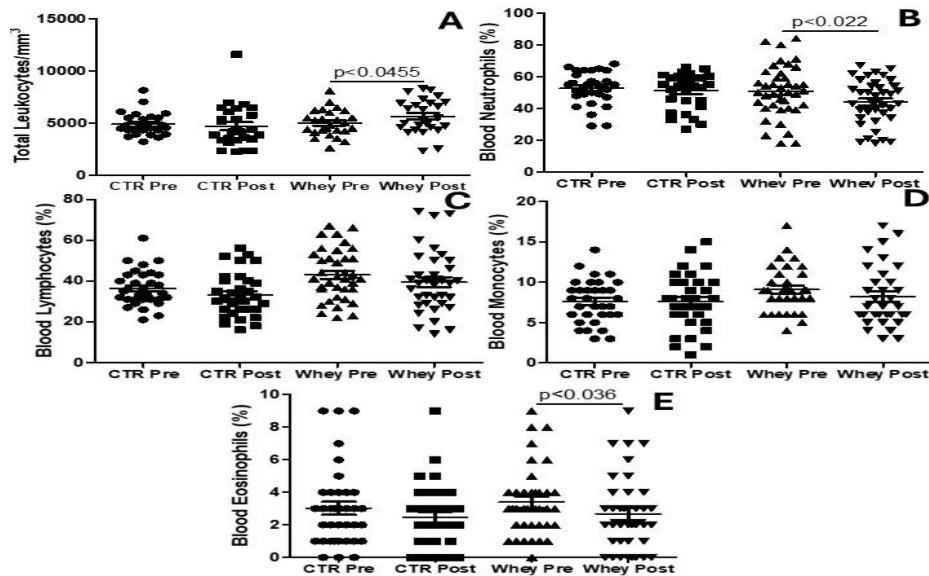 A
Total Leukocytes/mm³
15000
10000
5000
0
p<0.0455
CTR Pre CTR Post Whey Pre Whey Post
B
Blood Neutrophils (%)
100
80
60
40
20
0
p<0.022
CTR Pre CTR Post Whey Pre Whey Post
C
Blood Lymphocytes (%)
80
60
40
20
0
CTR Pre CTR Post Whey Pre Whey Post
D
Blood Monocytes (%)
20
15
10
5
0
CTR Pre CTR Post Whey Pre Whey Post
E
Blood Eosinophils (%)
10
8
6
4
2
0
p<0.036
CTR Pre CTR Post Whey Pre Whey Post